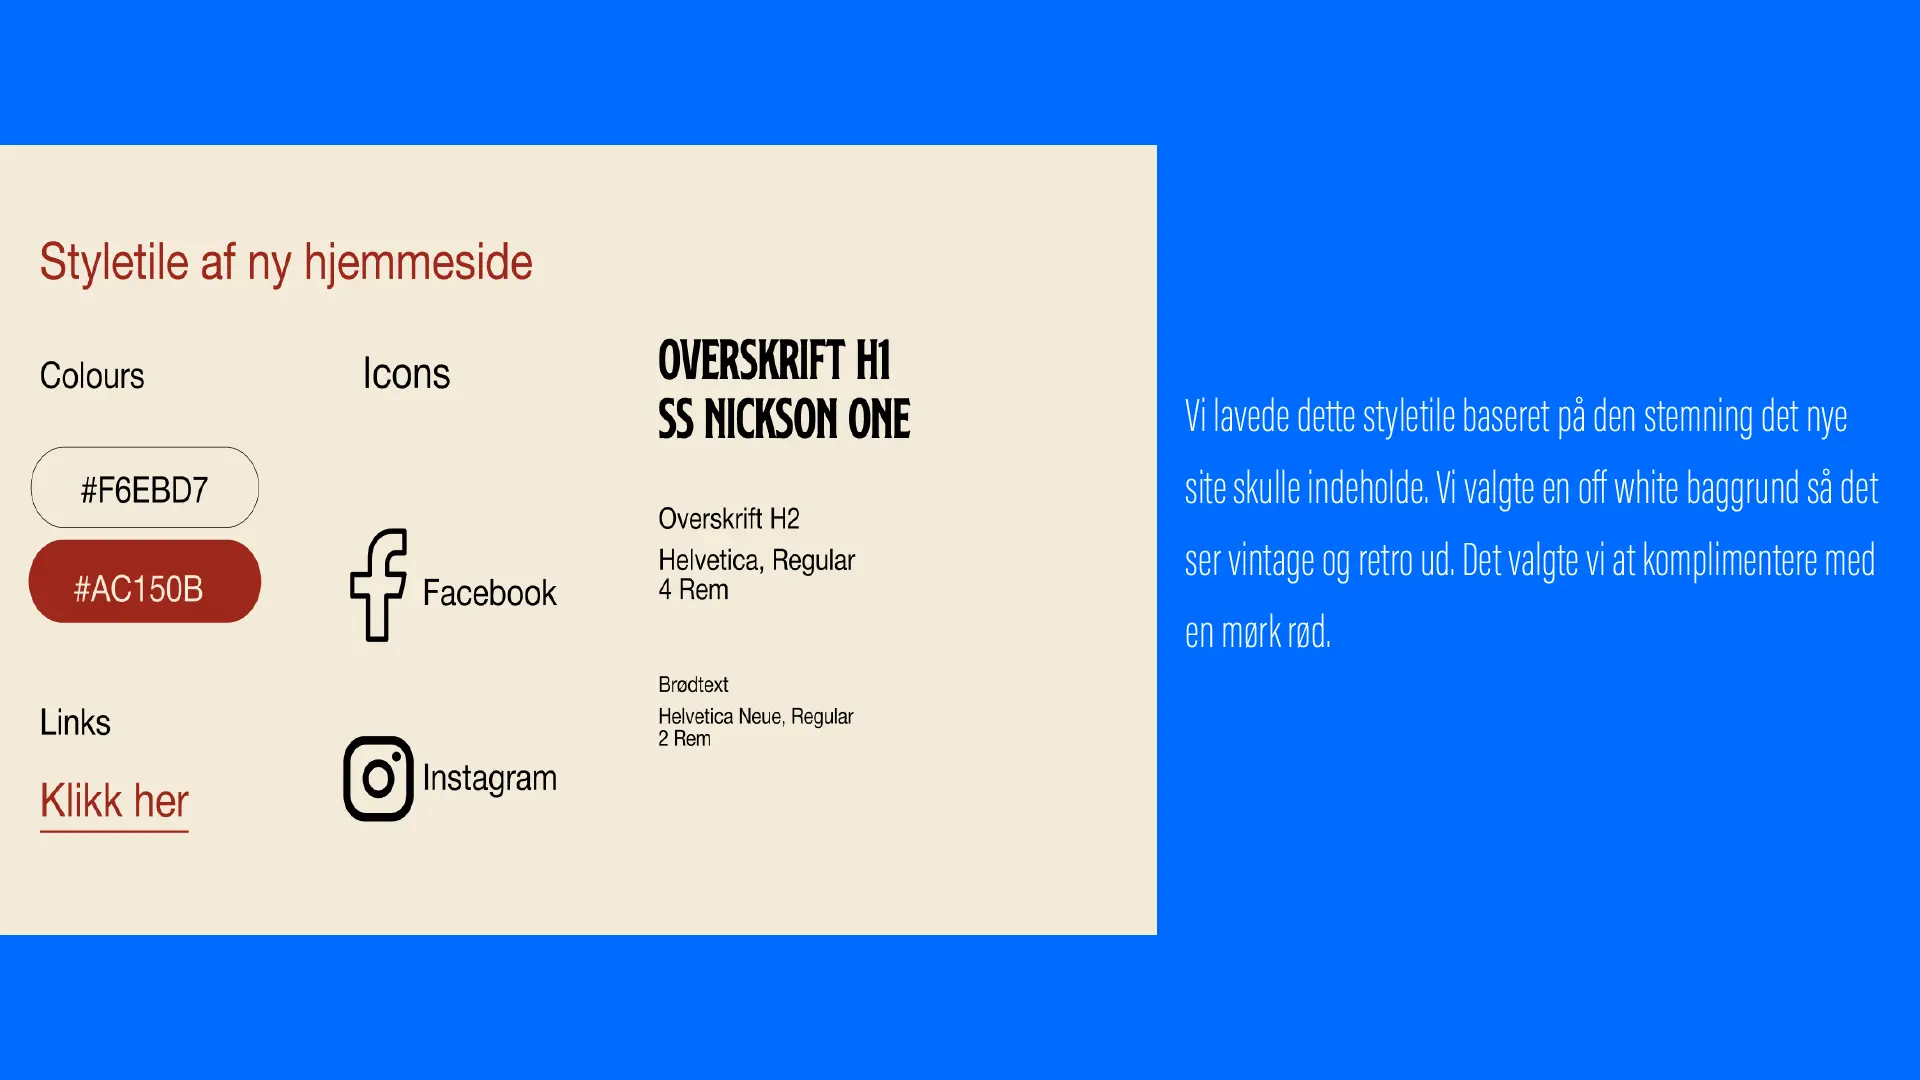 Styletile af ny hjemmeside
Colours
#F6EBD7
#AC150B
Links
Klikk her
Icons
Facebook
Instagram
OVERSKRIFT H1
SS NICKSON ONE
Overskrift H2
Helvetica, Regular
4 Rem
Brødtext
Helvetica Neue, Regular
2 Rem
Vi lavede dette styletile baseret på den stemning det nye
site skulle indeholde. Vi valgte en off white baggrund så det
ser vintage og retro ud. Det valgte vi at komplimentere med
en mørk rød.